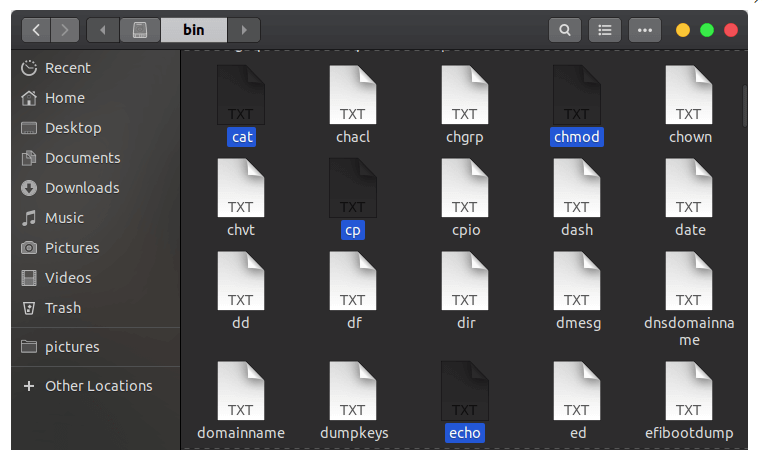 bin
Recent
Home
Desktop
Documents
Downloads
Music
Pictures
Videos
Trash
pictures
Other Locations
TXT TXT TXT TXT TXT
cat chacl chgrp chmod chown
TXT TXT TXT TXT TXT
chvt cp cpio dash date
TXT TXT TXT TXT TXT
dd df dir dmesg dnsdomainna
me
TXT TXT TXT TXT TXT
domainname dumpkeys echo ed efibootdump